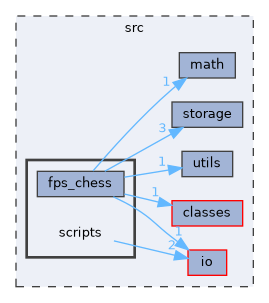 src
math
1
storage
3
fps_chess
utils
1
classes
1
scripts
1
2
io